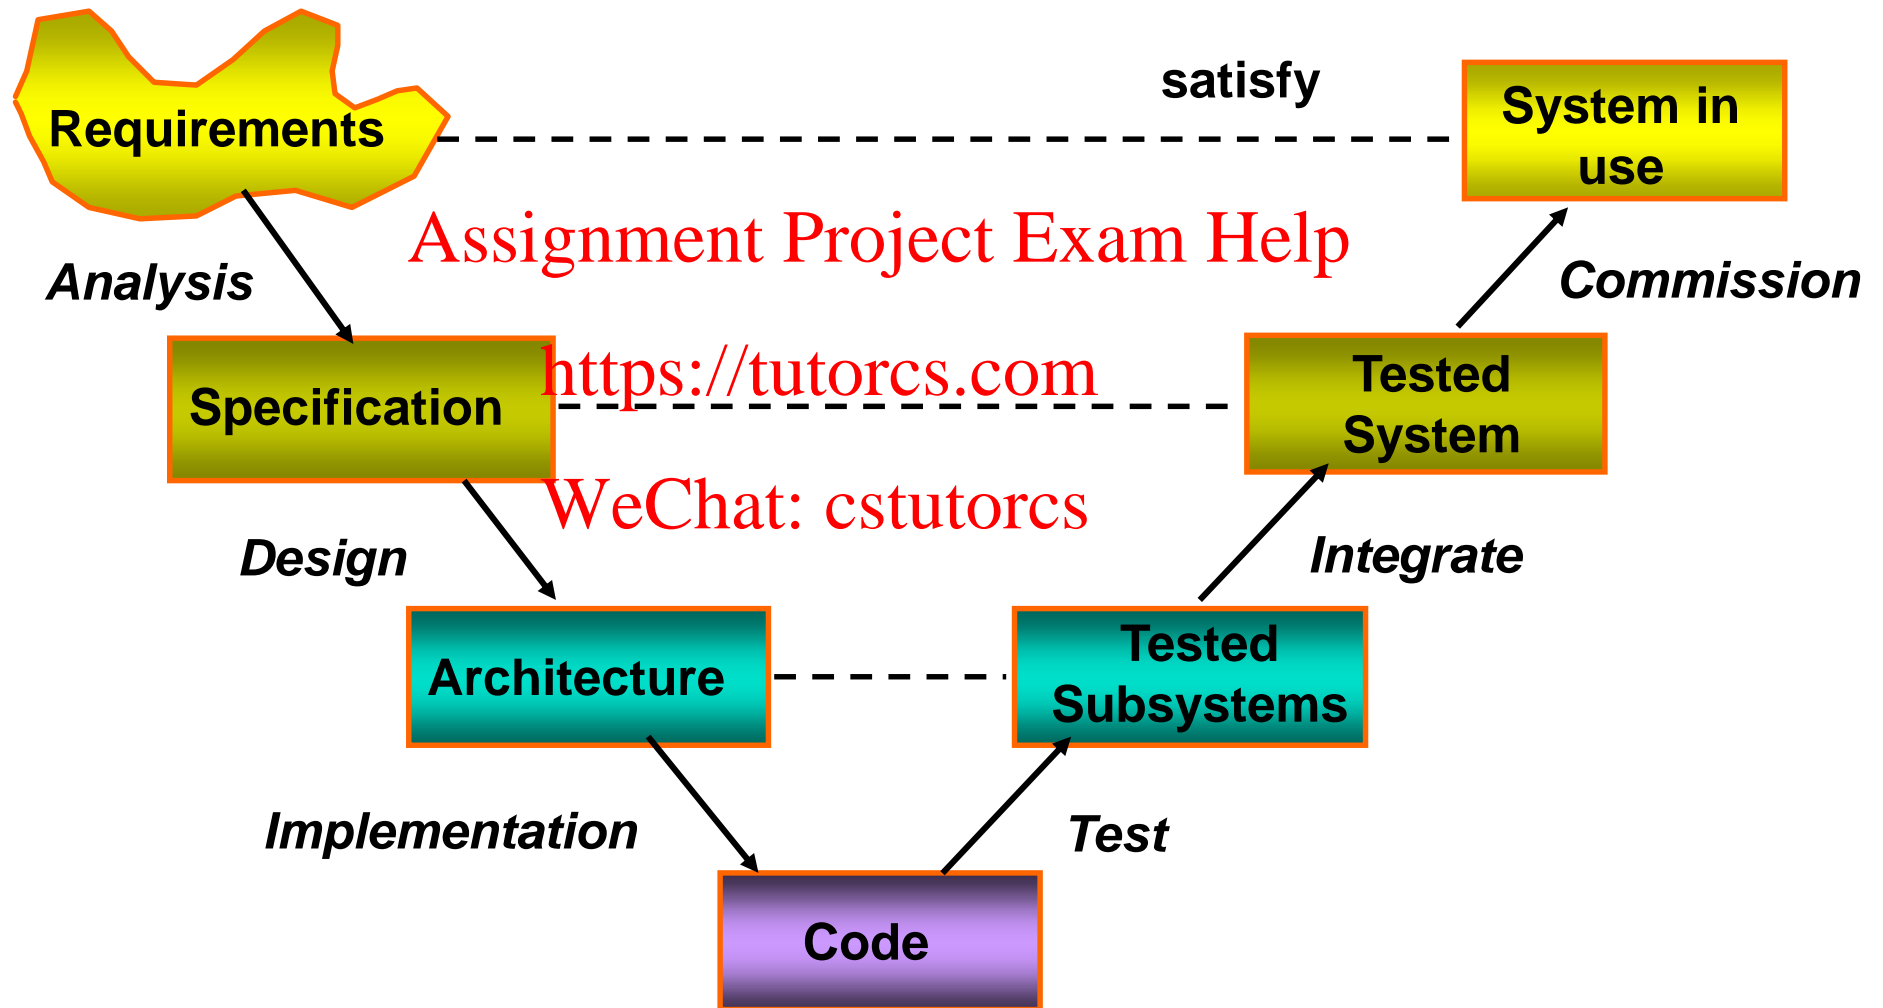 satisfy
Requirements
System in
use
Assignment Project Exam Help
Analysis
Commission
https://tutorcs.com
Specification
Tested
System
WeChat: cstutorcs
Design
Integrate
Architecture
Tested
Subsystems
Implementation
Test
Code